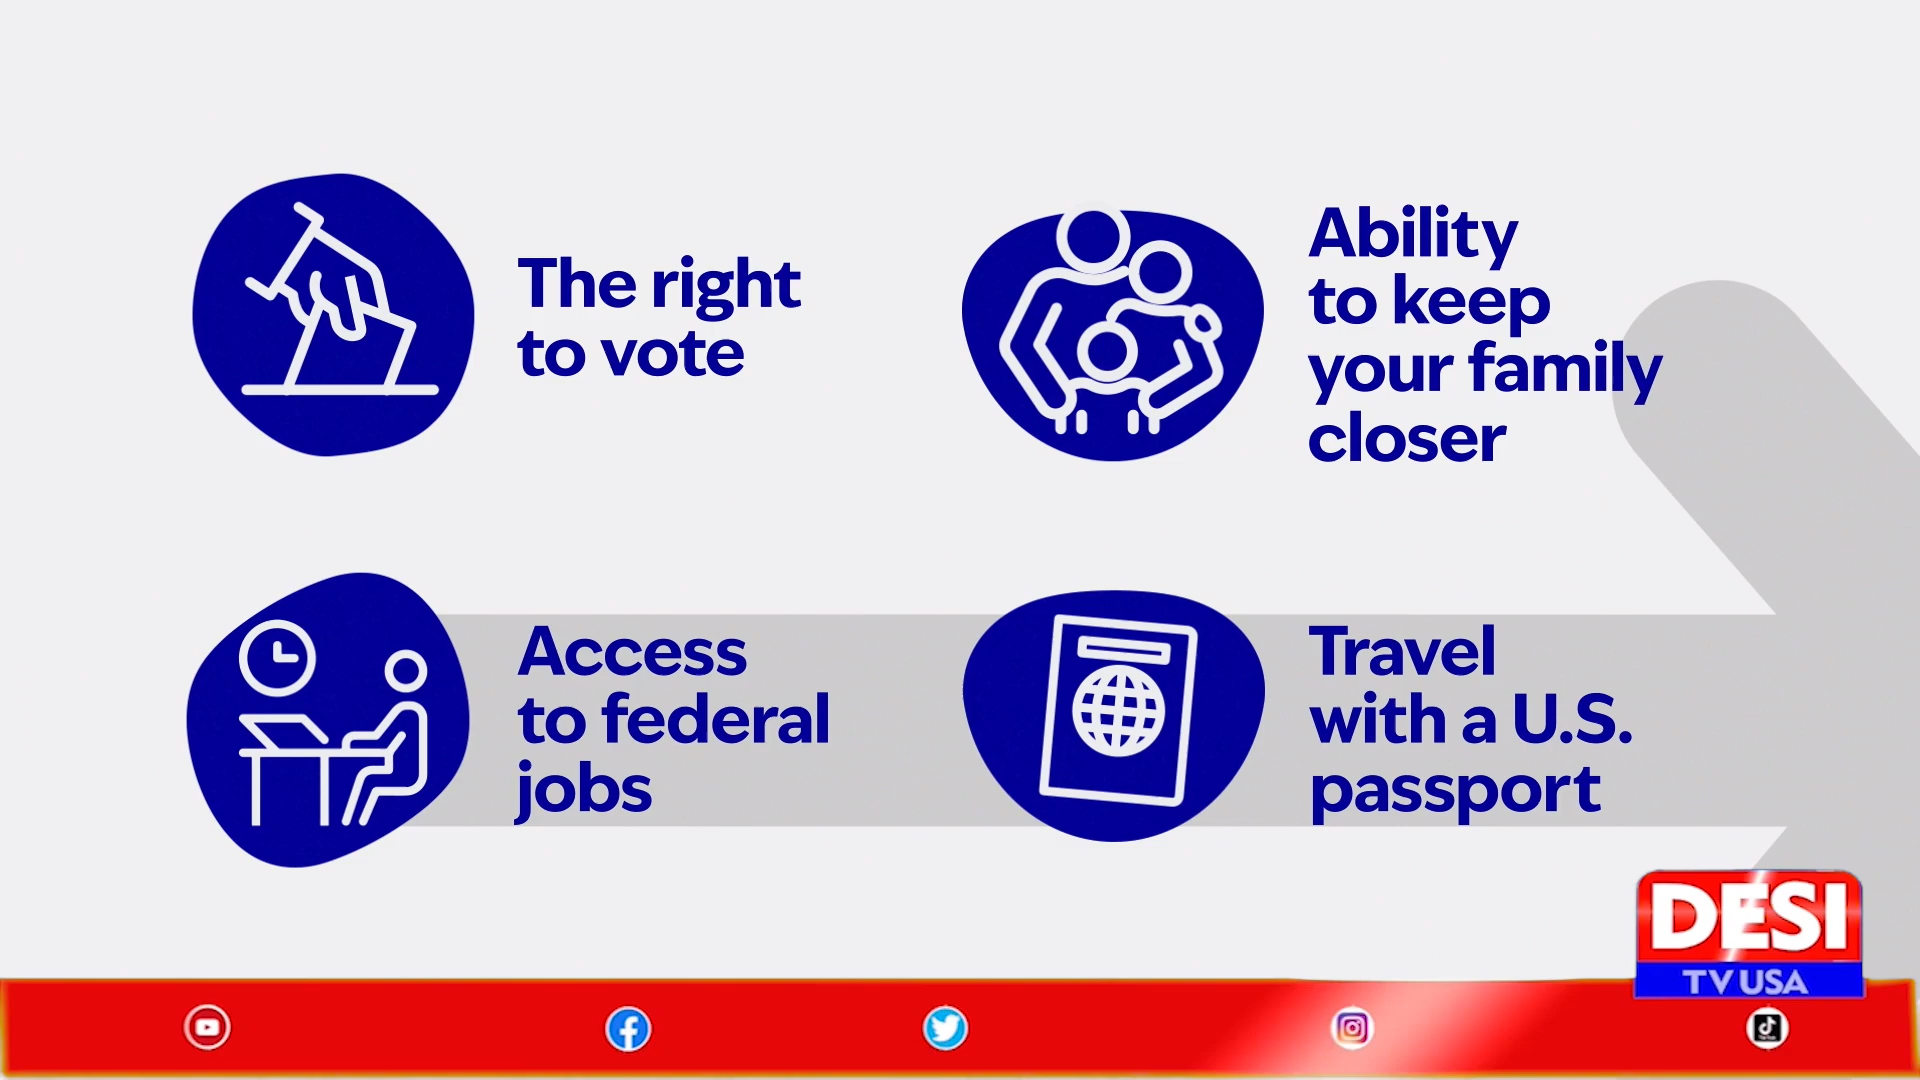 The right
to vote
Ability
to keep
your family
closer
Access
to federal
jobs
Travel
with a U.S.
passport
DESI
TV USA